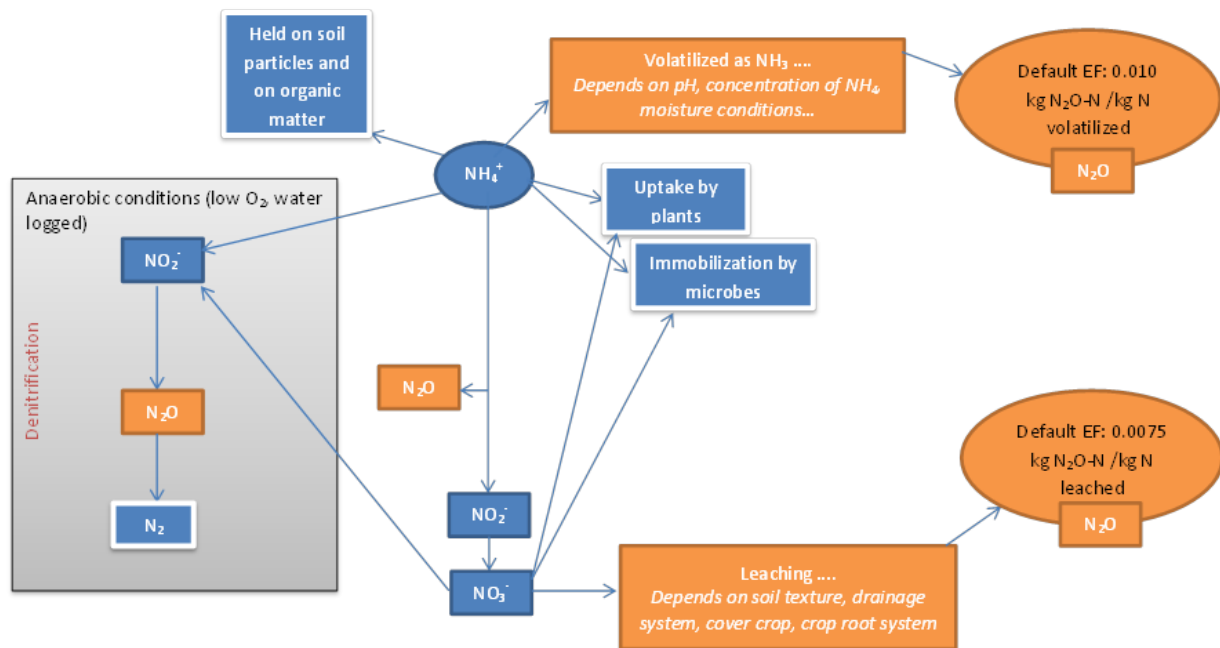 Held on soil
particles and
on organic
matter
Volatilized as NH₃ ....
Depends on pH, concentration of NH₄,
moisture conditions...
Default EF: 0.010
kg N₂O-N /kg N
volatilized
N₂O
NH₄⁺
Anaerobic conditions (low O₂, water
logged)
Uptake by
plants
NO₂⁻
Immobilization by
microbes
Denitrification
N₂O
N₂O
Default EF: 0.0075
kg N₂O-N /kg N
leached
N₂O
N₂
NO₂⁻
NO₃⁻
Leaching ....
Depends on soil texture, drainage
system, cover crop, crop root system